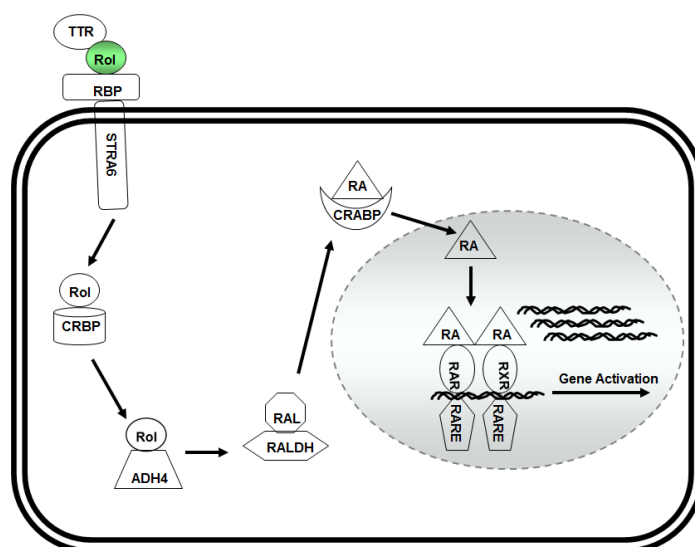 TTR
Rol
RBP
STRA6
Rol
CRBP
Rol
ADH4
RAL
RALDH
RA
CRABP
RA
RA
RA
RAR
RXR
RARE
RARE
Gene Activation